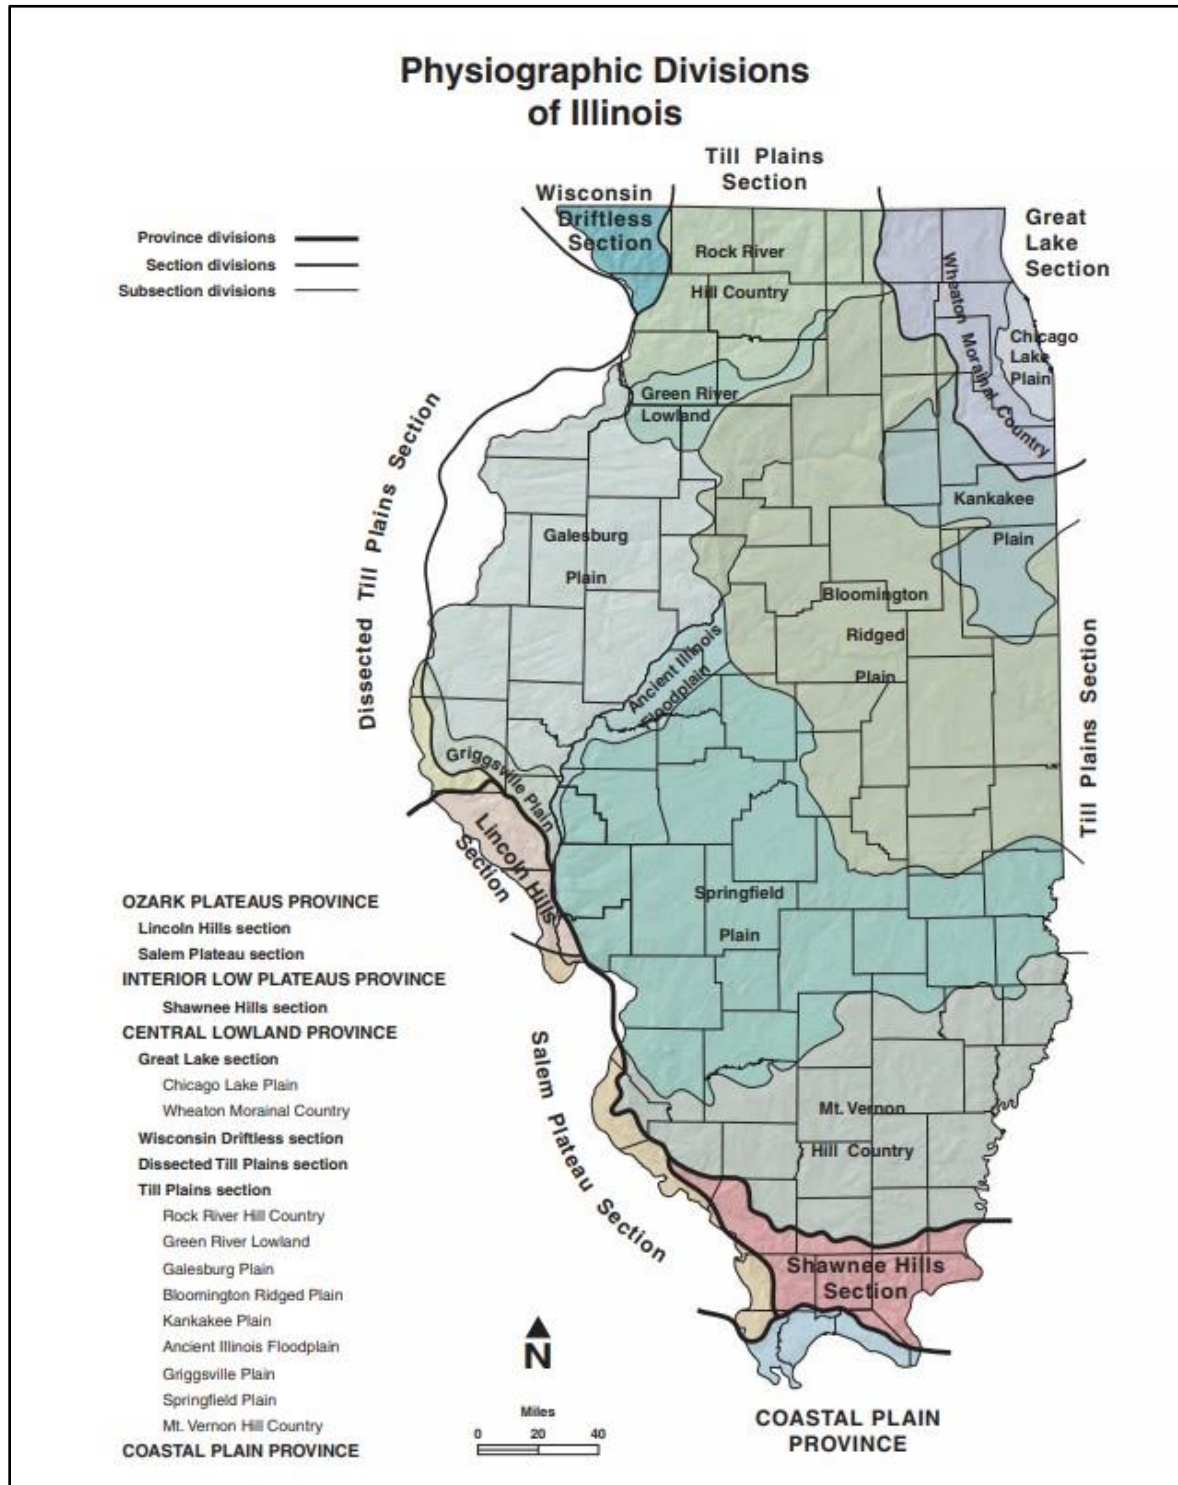 Physiographic Divisions
of Illinois
Till Plains
Section
Wisconsin
Driftless
Section
Great
Lake
Section
Province divisions
Section divisions
Subsection divisions
Rock River
Hill Country
Wheaton Morainal Country
Chicago
Lake
Plain
Green River
Lowland
Dissected Till Plains Section
Kankakee
Plain
Galesburg
Plain
Bloomington
Ridged
Plain
Ancient Illinois
Floodplain
Till Plains Section
Griggsville Plain
Lincoln Hills
Section
Springfield
Plain
OZARK PLATEAUS PROVINCE
Lincoln Hills section
Salem Plateau section
INTERIOR LOW PLATEAUS PROVINCE
Shawnee Hills section
CENTRAL LOWLAND PROVINCE
Great Lake section
Chicago Lake Plain
Wheaton Morainal Country
Wisconsin Driftless section
Dissected Till Plains section
Till Plains section
Rock River Hill Country
Green River Lowland
Galesburg Plain
Bloomington Ridged Plain
Kankakee Plain
Ancient Illinois Floodplain
Griggsville Plain
Springfield Plain
Mt. Vernon Hill Country
COASTAL PLAIN PROVINCE
Salem Plateau Section
Mt. Vernon
Hill Country
Shawnee Hills
Section
N
Miles
0 20 40
COASTAL PLAIN
PROVINCE